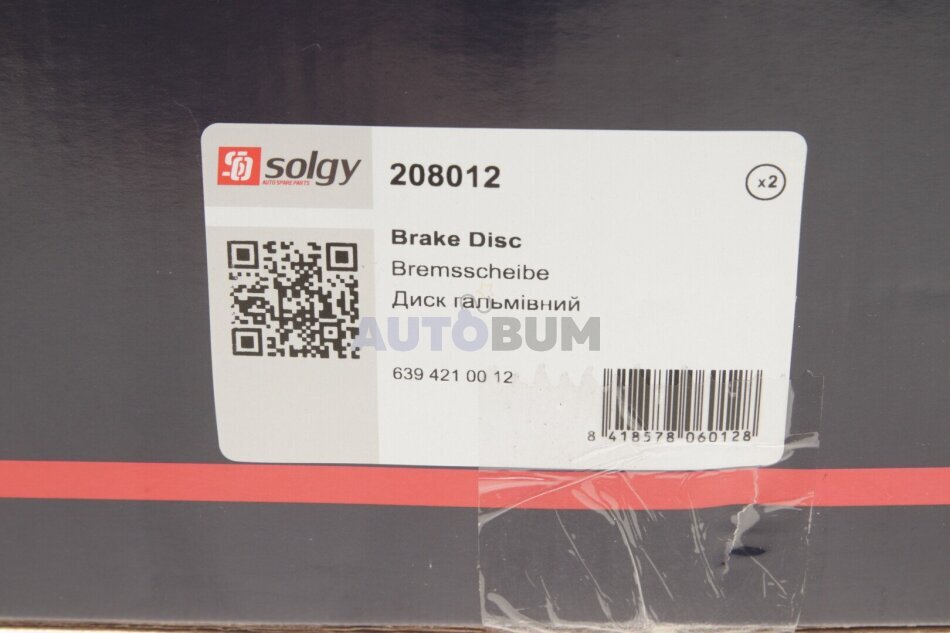 solgy
AUTO SPARE PARTS
208012
x2
Brake Disc
Bremsscheibe
Диск гальмівний
AUTOBUM
639 421 00 12
8 418578 060128